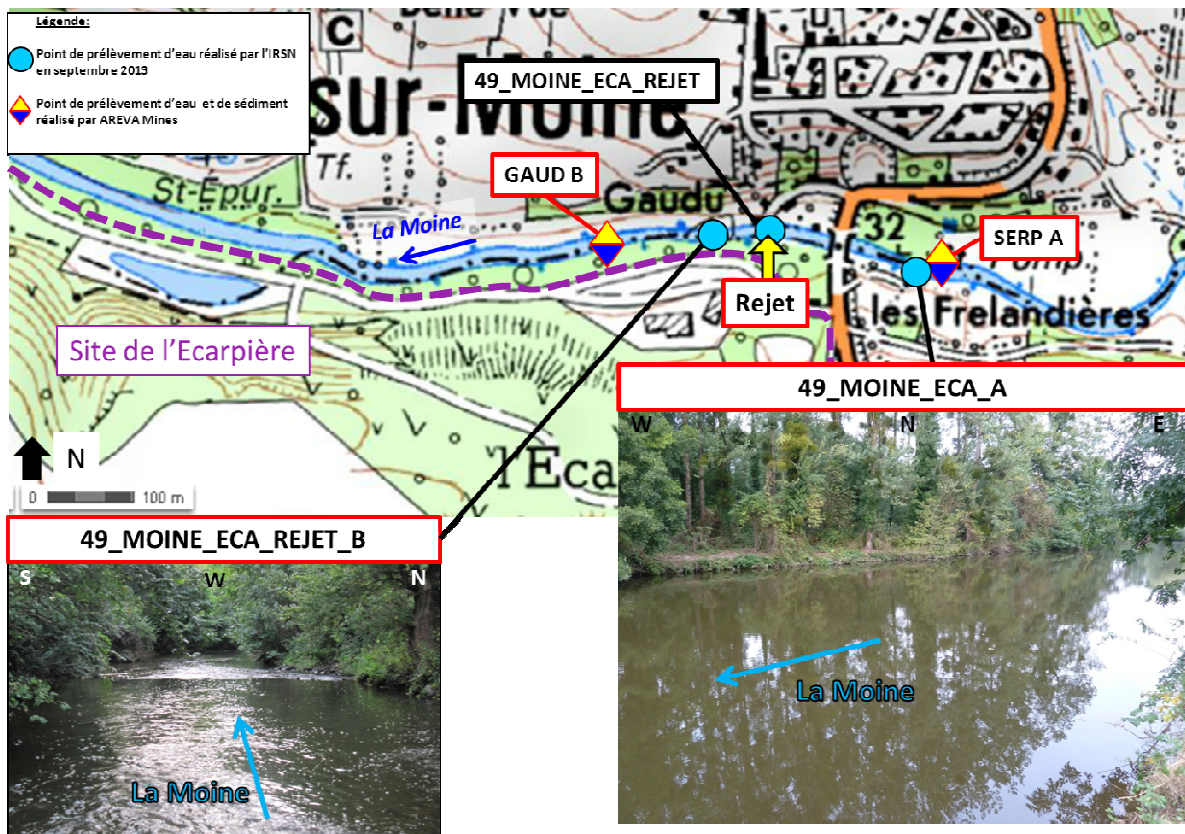 Légende:
Point de prélèvement d'eau réalisé par l'IRSN
en septembre 2013
Point de prélèvement d'eau et de sédiment
réalisé par AREVA Mines
C
49_MOINE_ECA_REJET
sur-Moine
Tf.
St-Epur.
GAUD B
Gaudu
La Moine
32
SERP A
Rejet
les Frelandières
Site de l'Ecarpière
49_MOINE_ECA_A
N
l'Eca
0 100 m
W N E
49_MOINE_ECA_REJET_B
S W N
La Moine
La Moine